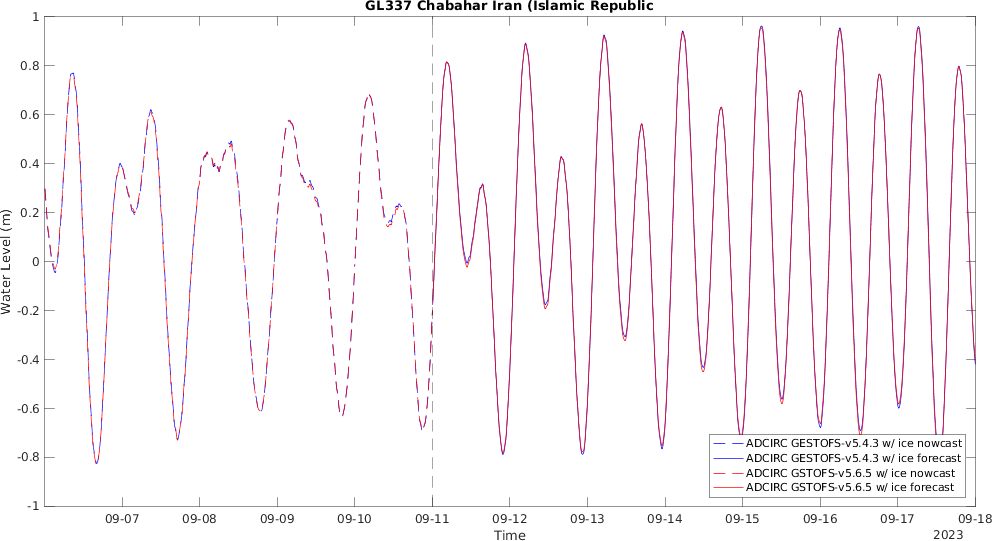 GL337 Chabahar Iran (Islamic Republic
1
0.8
0.6
0.4
0.2
0
-0.2
-0.4
-0.6
-0.8
-1
Water Level (m)
ADCIRC GESTOFS-v5.4.3 w/ ice nowcast
ADCIRC GESTOFS-v5.4.3 w/ ice forecast
ADCIRC GSTOFS-v5.6.5 w/ ice nowcast
ADCIRC GSTOFS-v5.6.5 w/ ice forecast
09-07 09-08 09-09 09-10 09-11 09-12 09-13 09-14 09-15 09-16 09-17 09-18
Time
2023